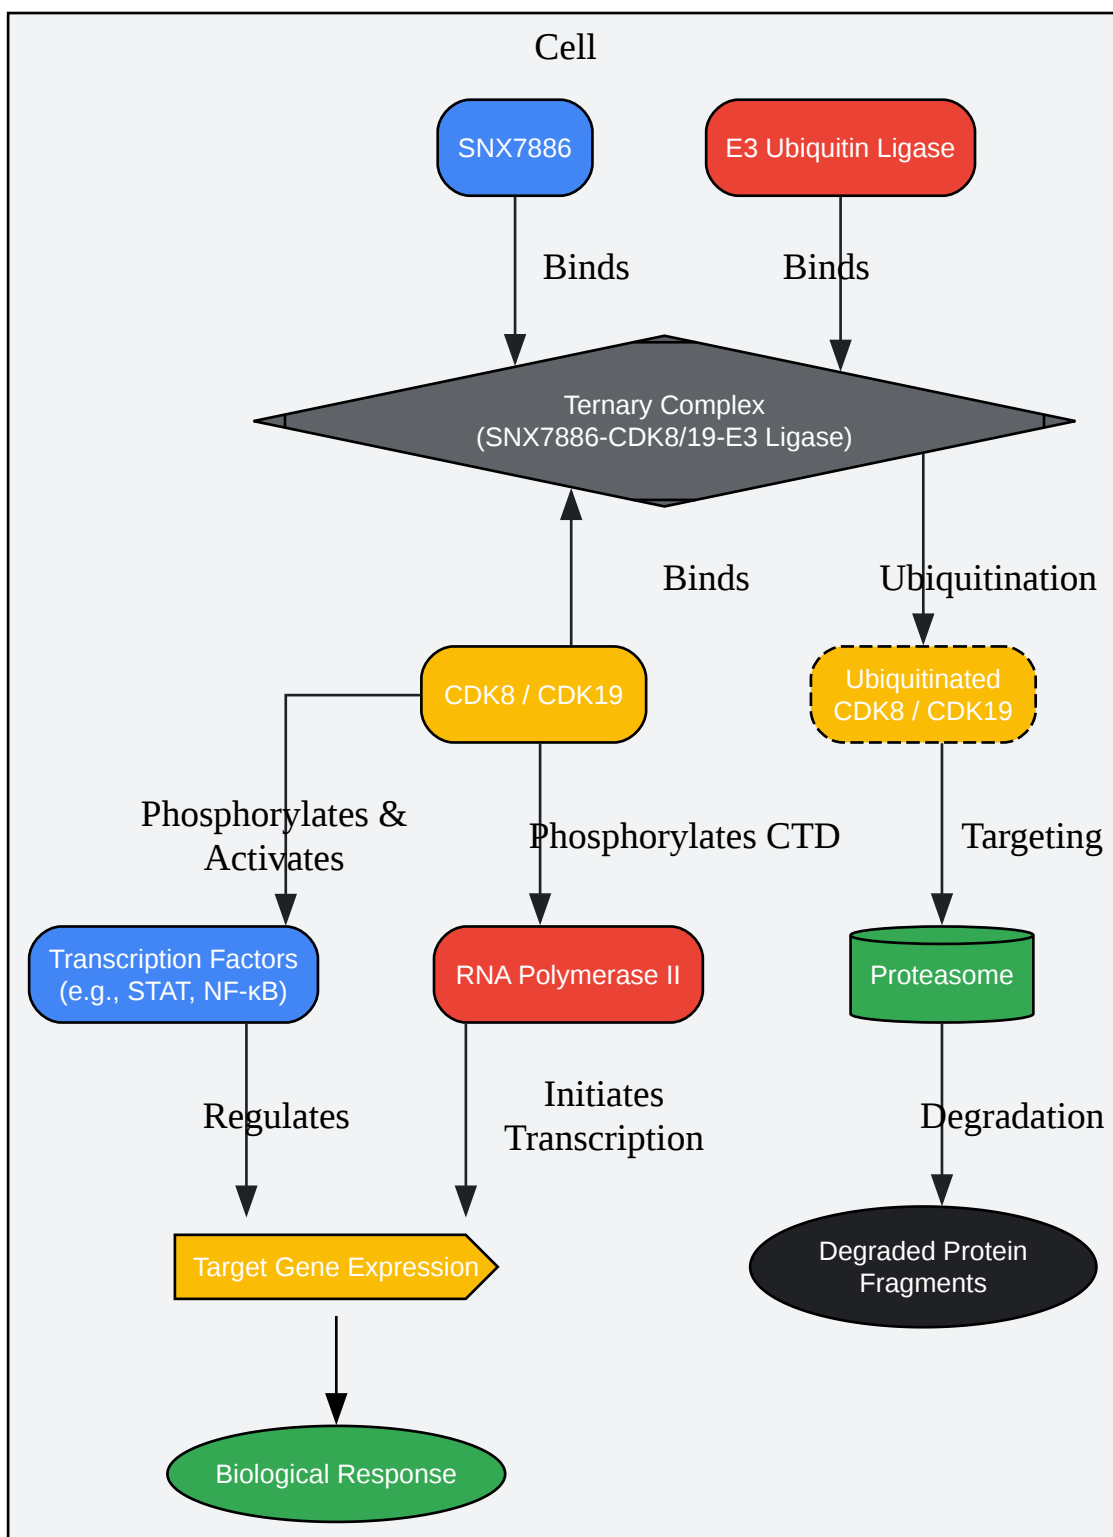 Cell
SNX7886
E3 Ubiquitin Ligase
Binds
Binds
Ternary Complex
(SNX7886-CDK8/19-E3 Ligase)
Binds
Ubiquitination
CDK8 / CDK19
Ubiquitinated
CDK8 / CDK19
Phosphorylates &
Activates
Phosphorylates CTD
Targeting
Transcription Factors
(e.g., STAT, NF-κB)
RNA Polymerase II
Proteasome
Regulates
Initiates
Transcription
Degradation
Target Gene Expression
Degraded Protein
Fragments
Biological Response